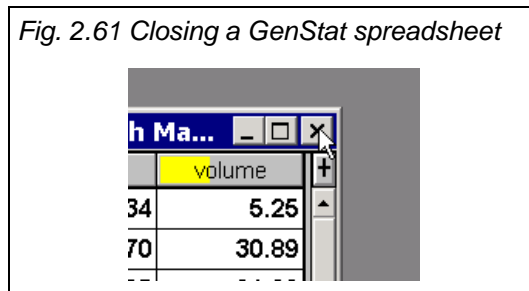 Fig. 2.61 Closing a GenStat spreadsheet
h Ma...
volume
34 5.25
70 30.89